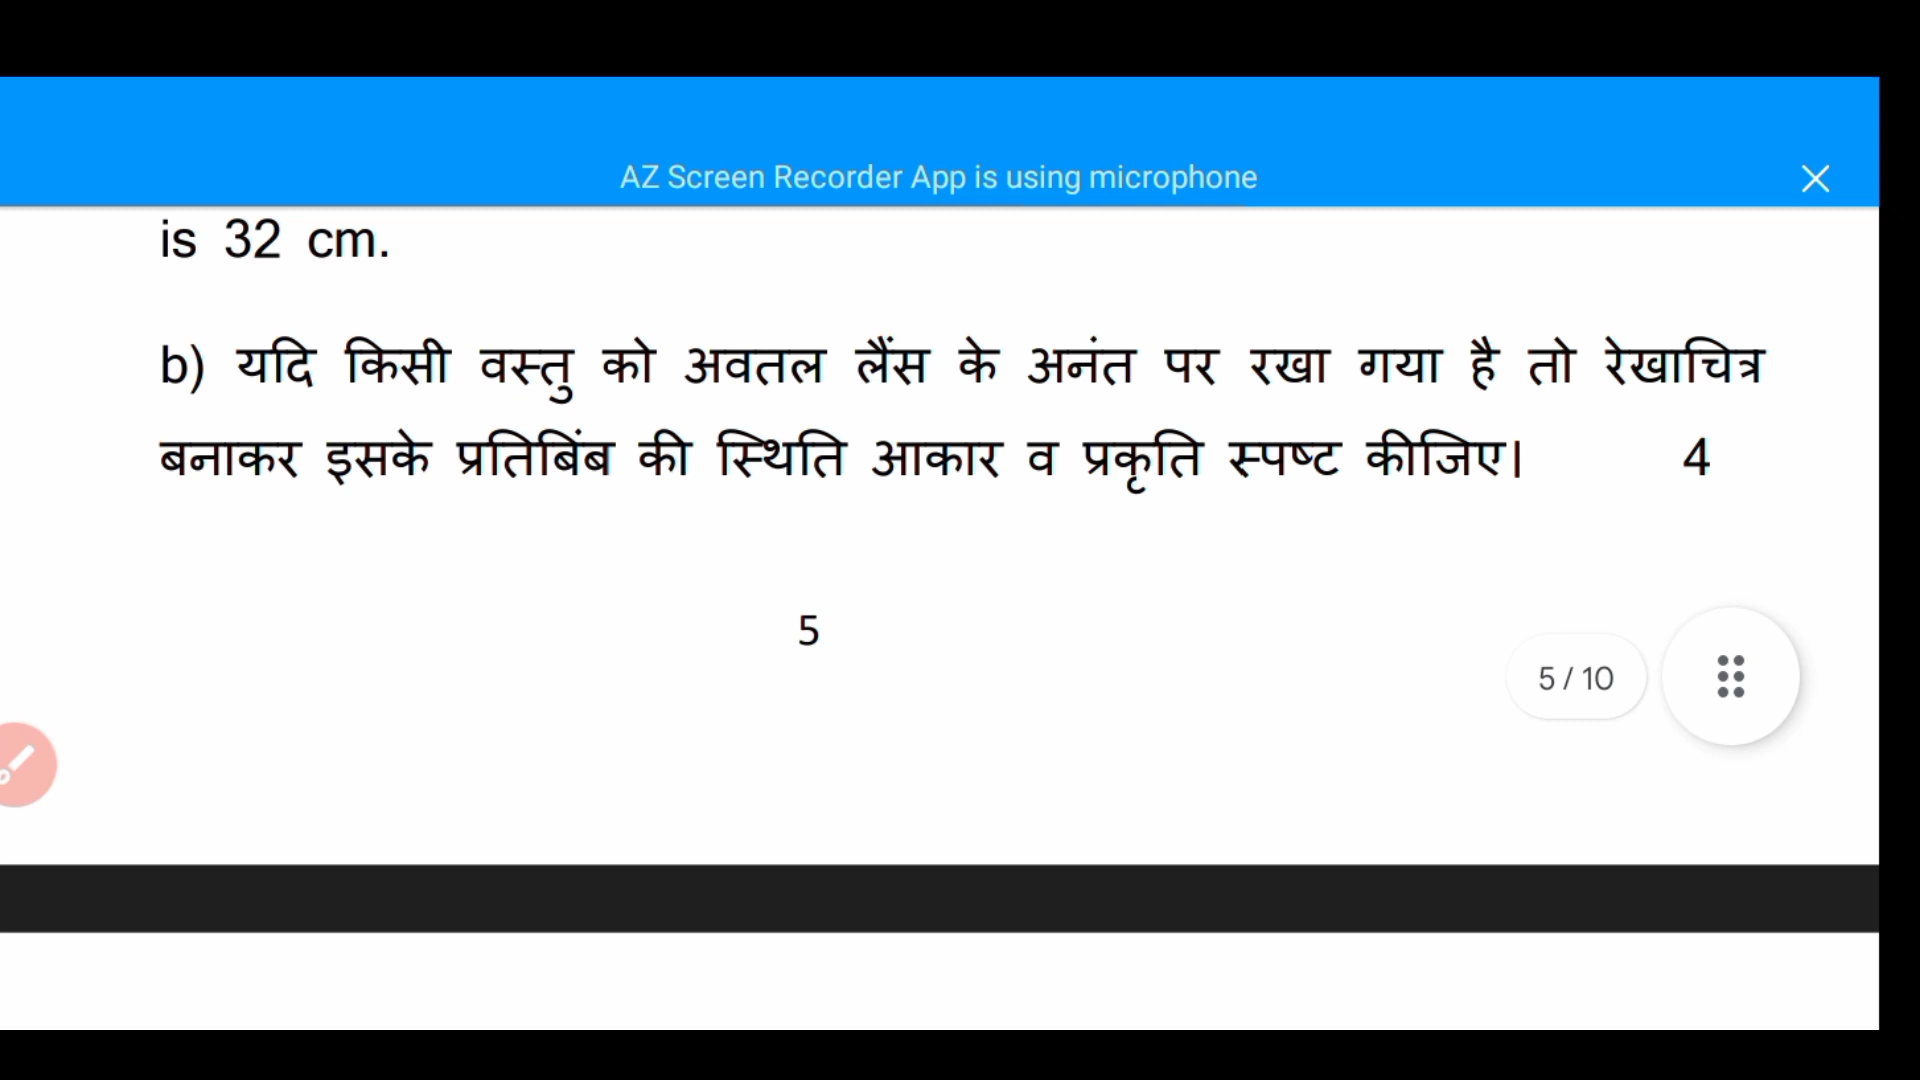 AZ Screen Recorder App is using microphone
is 32 cm.
b) यदि किसी वस्तु को अवतल लैंस के अनंत पर रखा गया है तो रेखाचित्र
बनाकर इसके प्रतिबिंब की स्थिति आकार व प्रकृति स्पष्ट कीजिए। 4
5
5 / 10